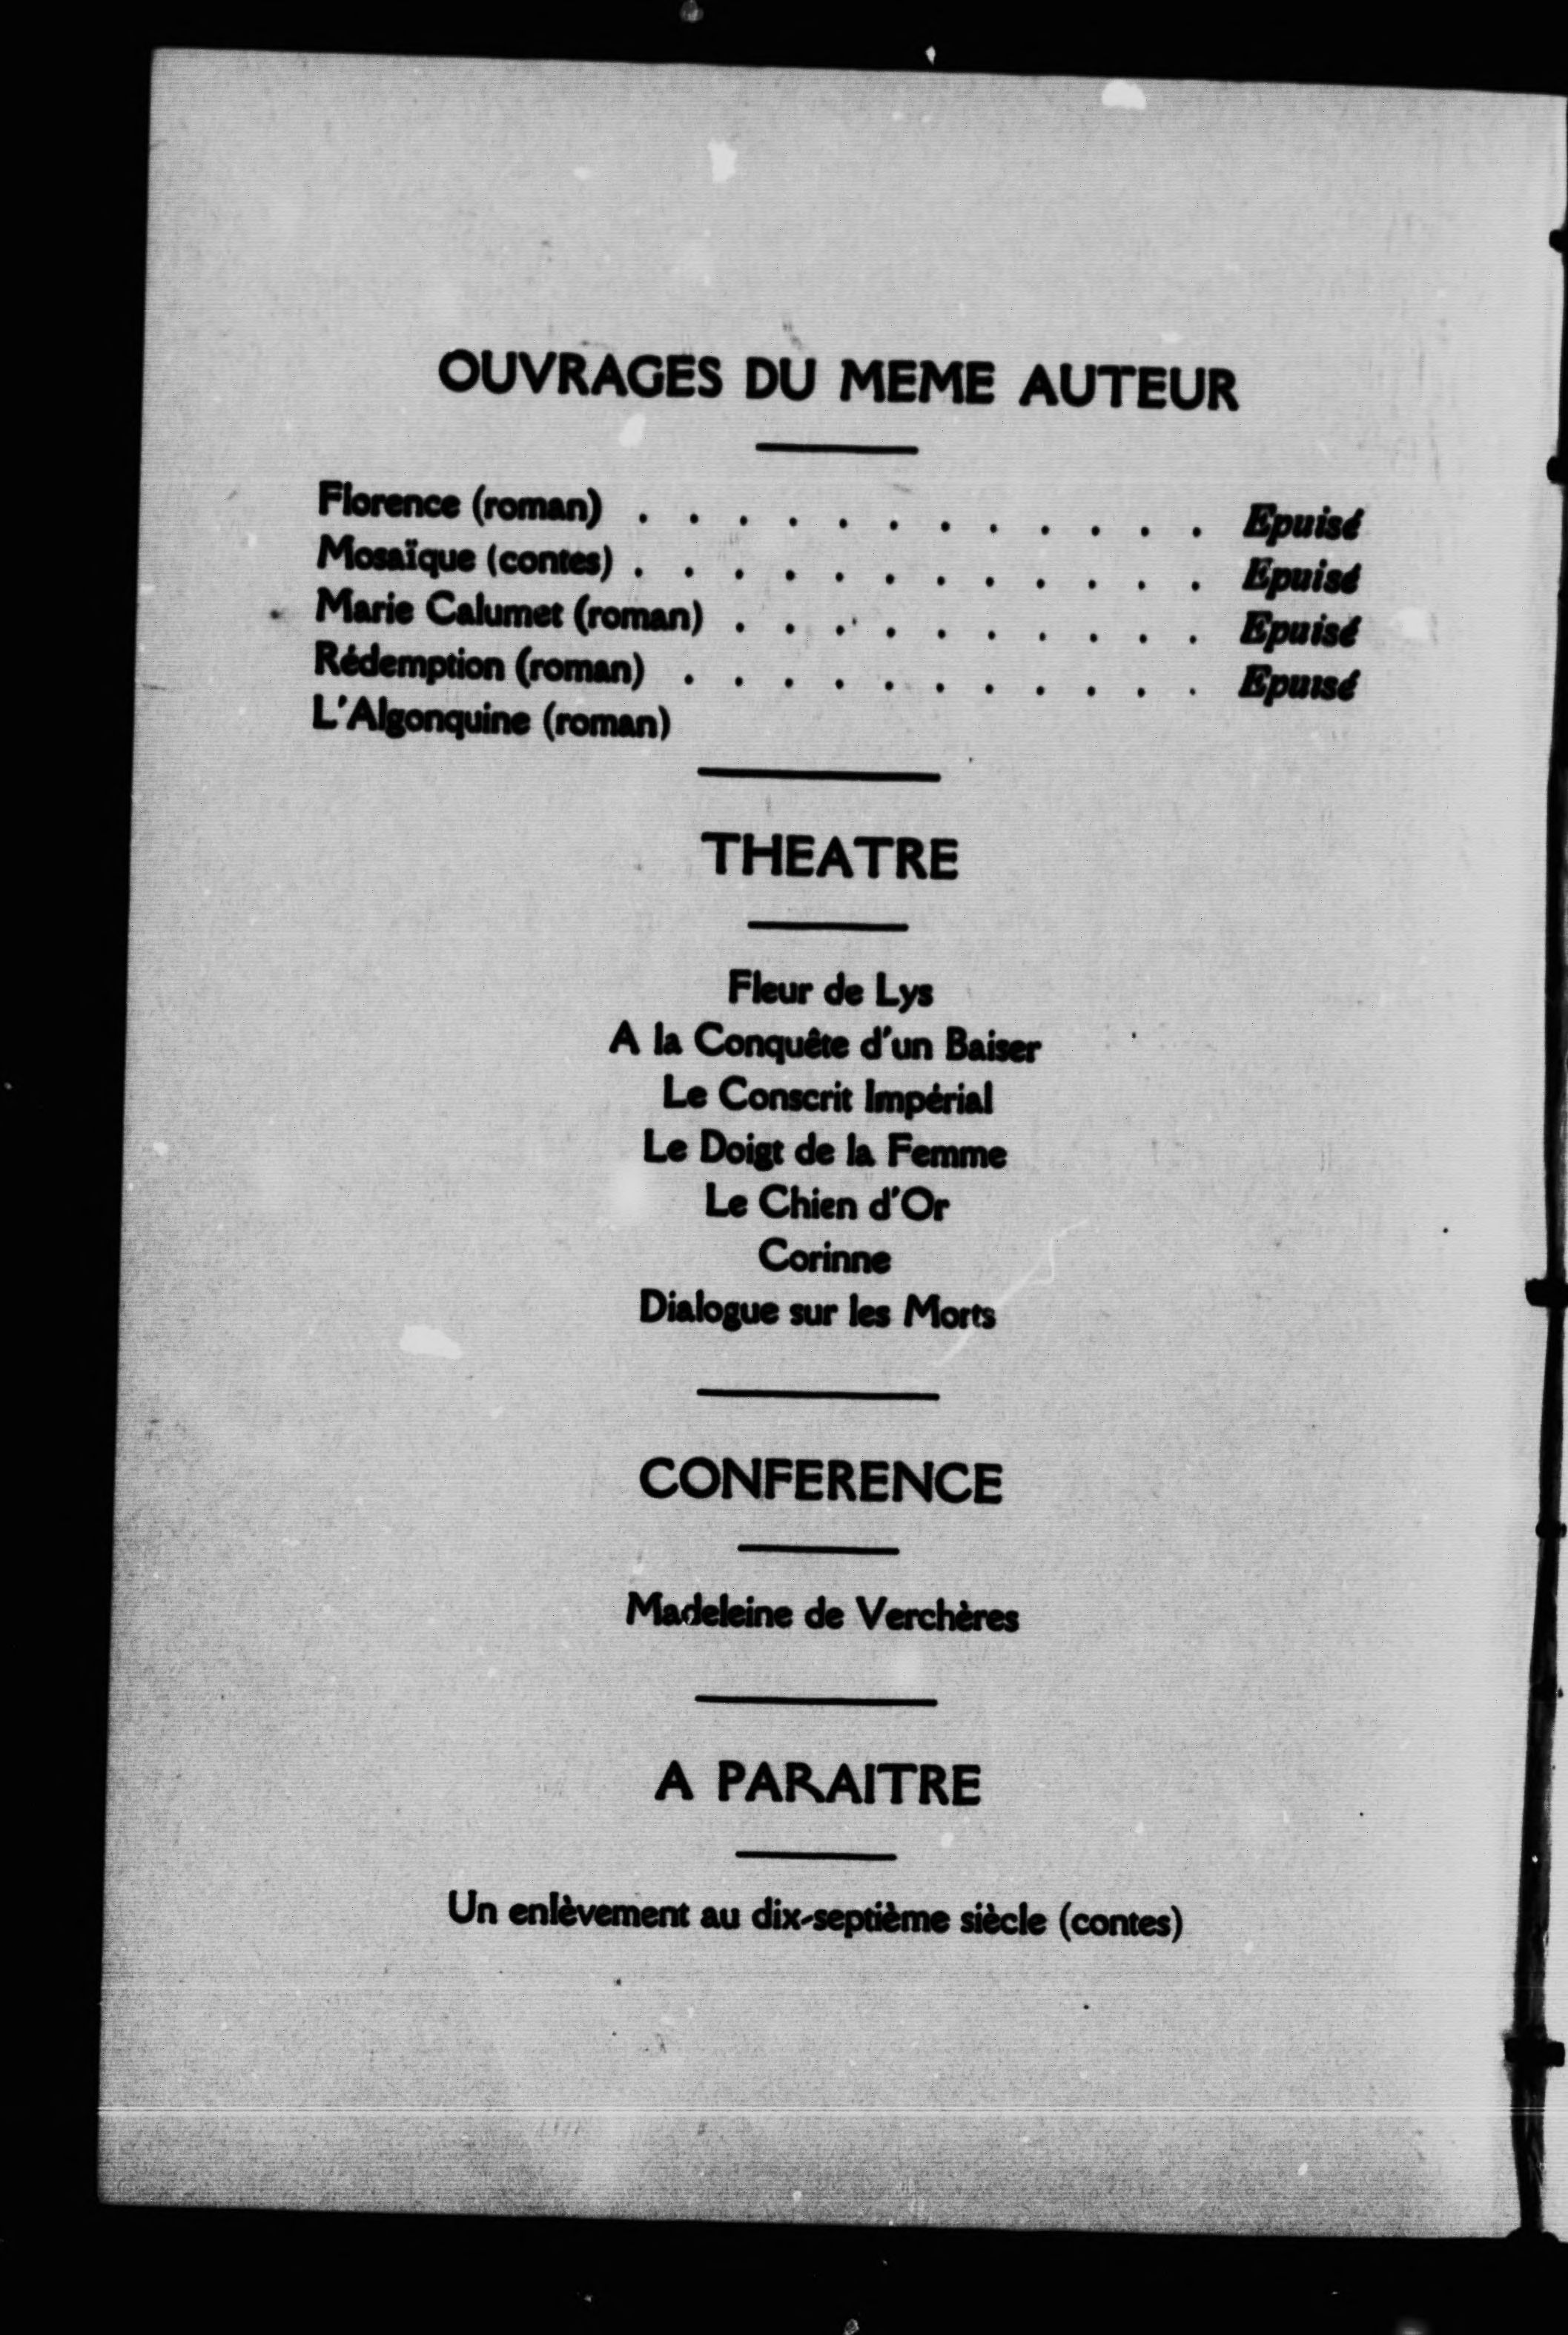 OUVRAGES DU MEME AUTEUR
Florence (roman) . . . . . . . . . . . . Epuisé
Mosaïque (contes) . . . . . . . . . . . . Epuisé
Marie Calumet (roman) . . . . . . . . . . Epuisé
Rédemption (roman) . . . . . . . . . . . Epuisé
L'Algonquine (roman)
THEATRE
Fleur de Lys
A la Conquête d'un Baiser
Le Conscrit Impérial
Le Doigt de la Femme
Le Chien d'Or
Corinne
Dialogue sur les Morts
CONFERENCE
Madeleine de Verchères
A PARAITRE
Un enlèvement au dix-septième siècle (contes)